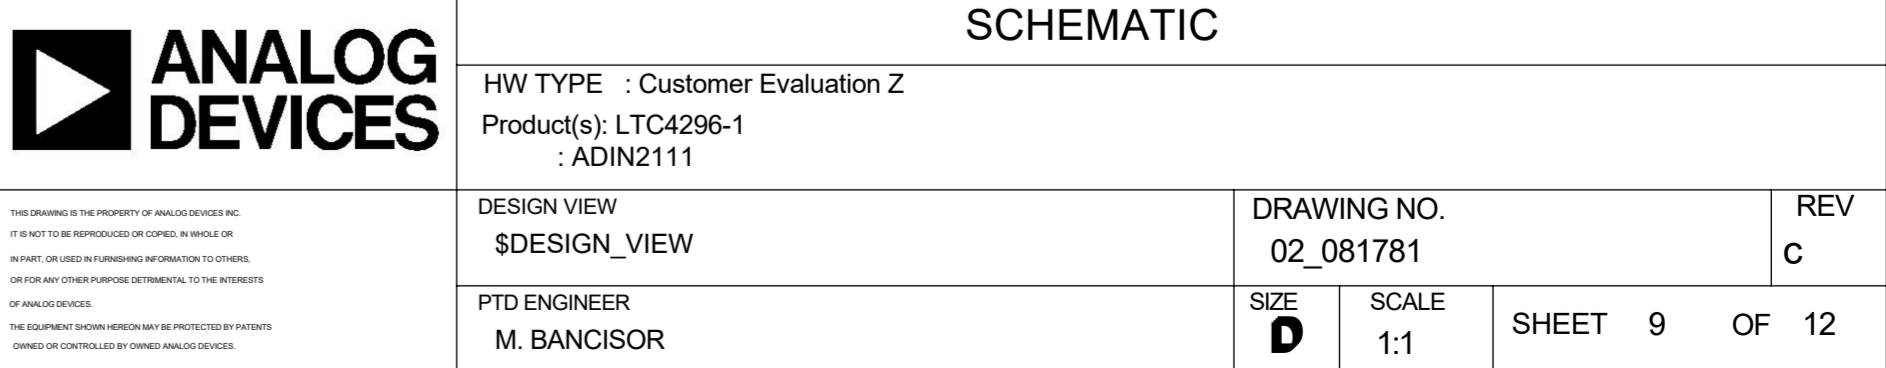 ANALOG
DEVICES
SCHEMATIC
HW TYPE : Customer Evaluation Z
Product(s): LTC4296-1
: ADIN2111
THIS DRAWING IS THE PROPERTY OF ANALOG DEVICES INC.
IT IS NOT TO BE REPRODUCED OR COPIED, IN WHOLE OR
IN PART, OR USED IN FURNISHING INFORMATION TO OTHERS,
OR FOR ANY OTHER PURPOSE DETRIMENTAL TO THE INTERESTS
OF ANALOG DEVICES.
THE EQUIPMENT SHOWN HEREON MAY BE PROTECTED BY PATENTS
OWNED OR CONTROLLED BY OWNED ANALOG DEVICES.
DESIGN VIEW
$DESIGN_VIEW
DRAWING NO.
02_081781
REV
C
PTD ENGINEER
M. BANCISOR
SIZE
D
SCALE
1:1
SHEET 9 OF 12